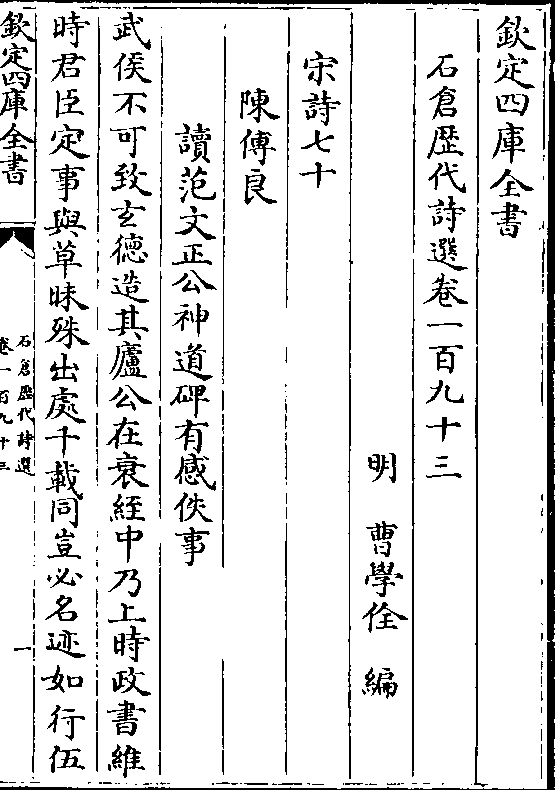 欽定四庫全書
石倉歴代詩選卷一百九十三
明　曹學佺　編
宋詩七十
陳傅良
讀范文正公神道碑有感佚事
武侯不可致玄德造其廬公在衰絰中乃上時政書維
時君臣定事與草昧殊出處千載同豈必名迹如行伍
欽定四庫全書
石倉歴代詩選
卷一百九十三
一